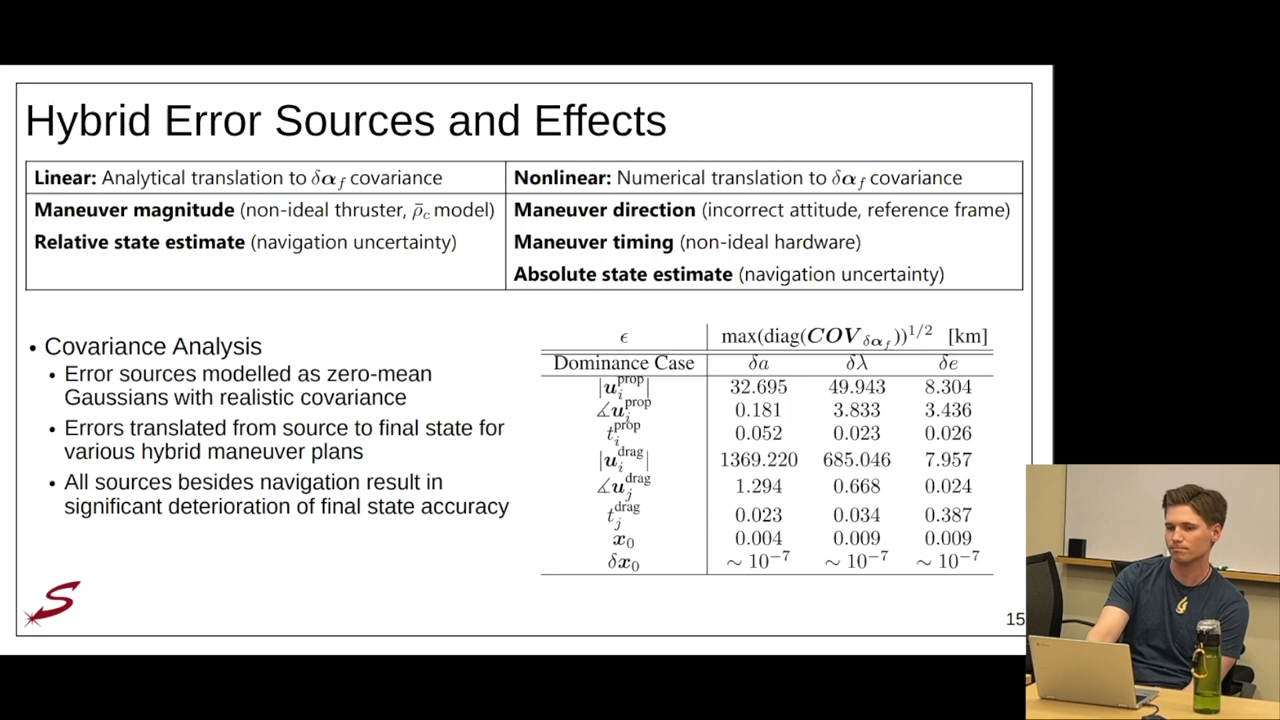 Hybrid Error Sources and Effects
Linear: Analytical translation to δα_f covariance
Nonlinear: Numerical translation to δα_f covariance
Maneuver magnitude (non-ideal thruster, ρ̄_c model)
Relative state estimate (navigation uncertainty)
Maneuver direction (incorrect attitude, reference frame)
Maneuver timing (non-ideal hardware)
Absolute state estimate (navigation uncertainty)
• Covariance Analysis
• Error sources modelled as zero-mean
Gaussians with realistic covariance
• Errors translated from source to final state for
various hybrid maneuver plans
• All sources besides navigation result in
significant deterioration of final state accuracy
ϵ max(diag(COV_δα_f))^1/2 [km]
Dominance Case δa δλ δe
|u_i^prop| 32.695 49.943 8.304
∡u_i^prop 0.181 3.833 3.436
t_i^prop 0.052 0.023 0.026
|u_i^drag| 1369.220 685.046 7.957
∡u_j^drag 1.294 0.668 0.024
t_j^drag 0.023 0.034 0.387
x_0 0.004 0.009 0.009
δx_0 ∼ 10^−7 ∼ 10^−7 ∼ 10^−7
S
15